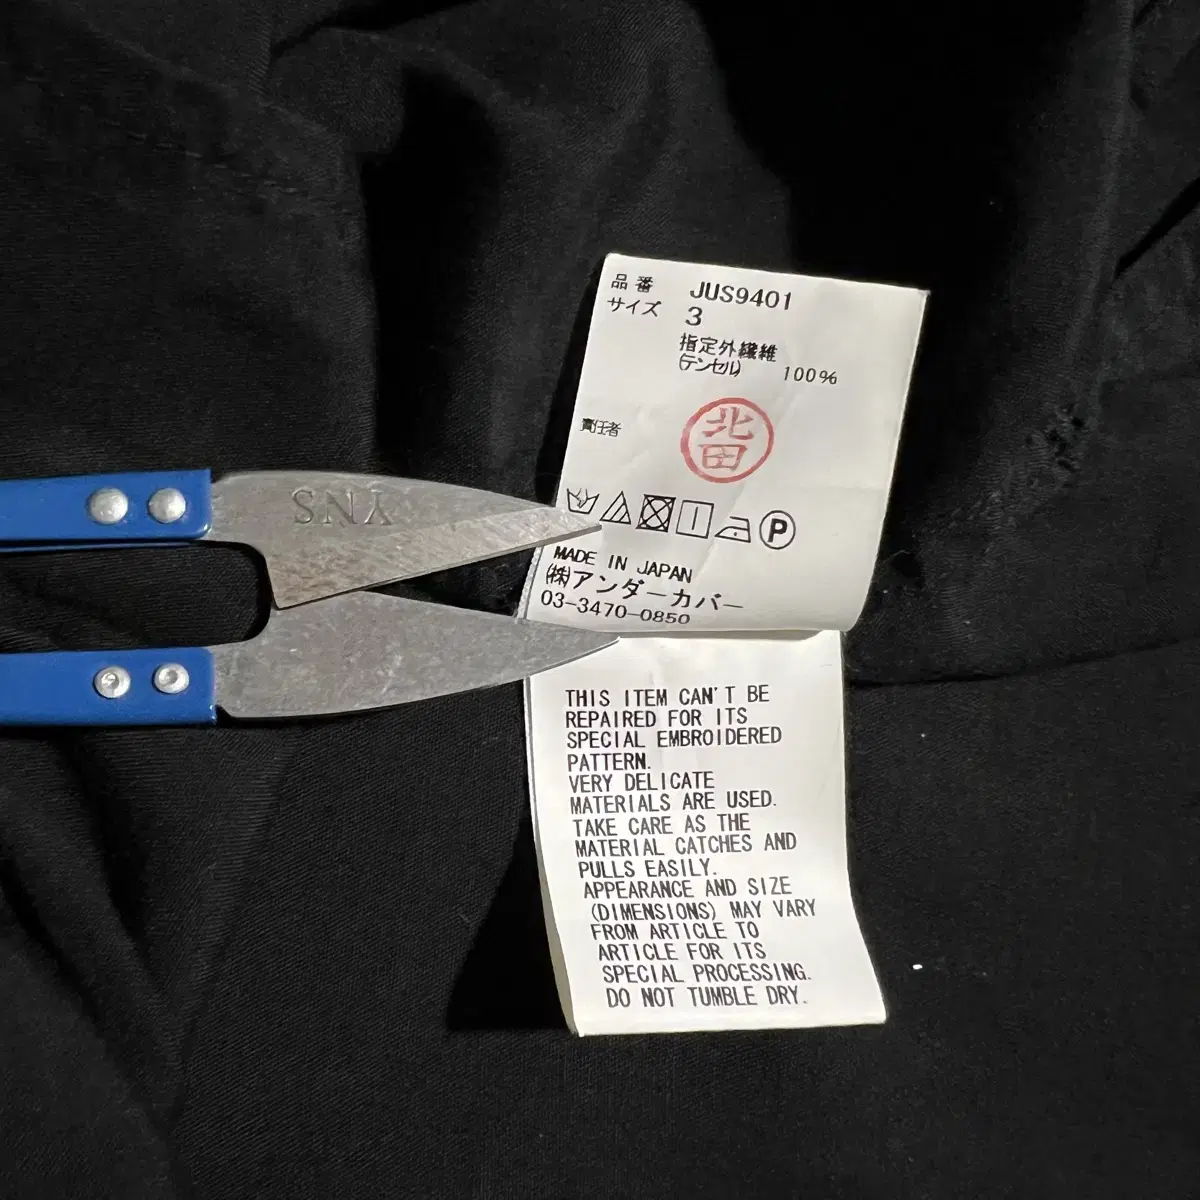 品番 JUS9401
サイズ 3
指定外繊維
(テンセル) 100%
責任者
北田
P
MADE IN JAPAN
(株)アンダーカバー
03-3470-0850
YNS
THIS ITEM CAN'T BE
REPAIRED FOR ITS
SPECIAL EMBROIDERED
PATTERN.
VERY DELICATE
MATERIALS ARE USED.
TAKE CARE AS THE
MATERIAL CATCHES AND
PULLS EASILY.
APPEARANCE AND SIZE
(DIMENSIONS) MAY VARY
FROM ARTICLE TO
ARTICLE FOR ITS
SPECIAL PROCESSING.
DO NOT TUMBLE DRY.